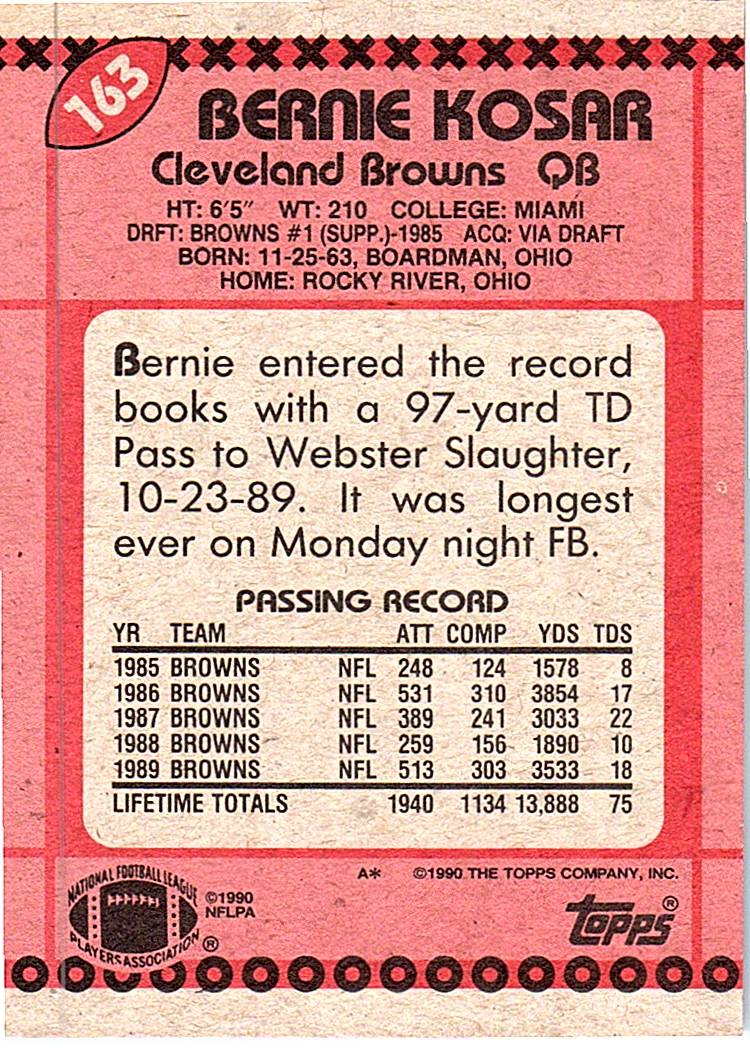 163
BERNIE KOSAR
Cleveland Browns QB
HT: 6'5" WT: 210 COLLEGE: MIAMI
DRFT: BROWNS #1 (SUPP.)-1985 ACQ: VIA DRAFT
BORN: 11-25-63, BOARDMAN, OHIO
HOME: ROCKY RIVER, OHIO
Bernie entered the record
books with a 97-yard TD
Pass to Webster Slaughter,
10-23-89. It was longest
ever on Monday night FB.
PASSING RECORD
YR TEAM ATT COMP YDS TDS
1985 BROWNS NFL 248 124 1578 8
1986 BROWNS NFL 531 310 3854 17
1987 BROWNS NFL 389 241 3033 22
1988 BROWNS NFL 259 156 1890 10
1989 BROWNS NFL 513 303 3533 18
LIFETIME TOTALS 1940 1134 13,888 75
A* ©1990 THE TOPPS COMPANY, INC.
NATIONAL FOOTBALL LEAGUE
PLAYERS ASSOCIATION ®
©1990
NFLPA
topps ®